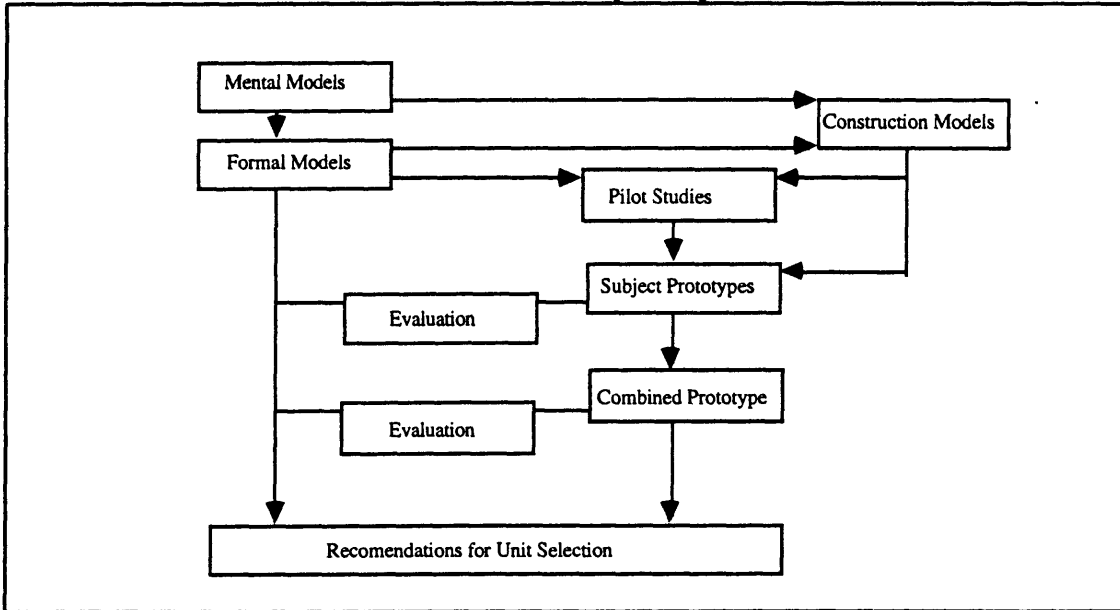 Mental Models
Construction Models
Formal Models
Pilot Studies
Subject Prototypes
Evaluation
Combined Prototype
Evaluation
Recomendations for Unit Selection